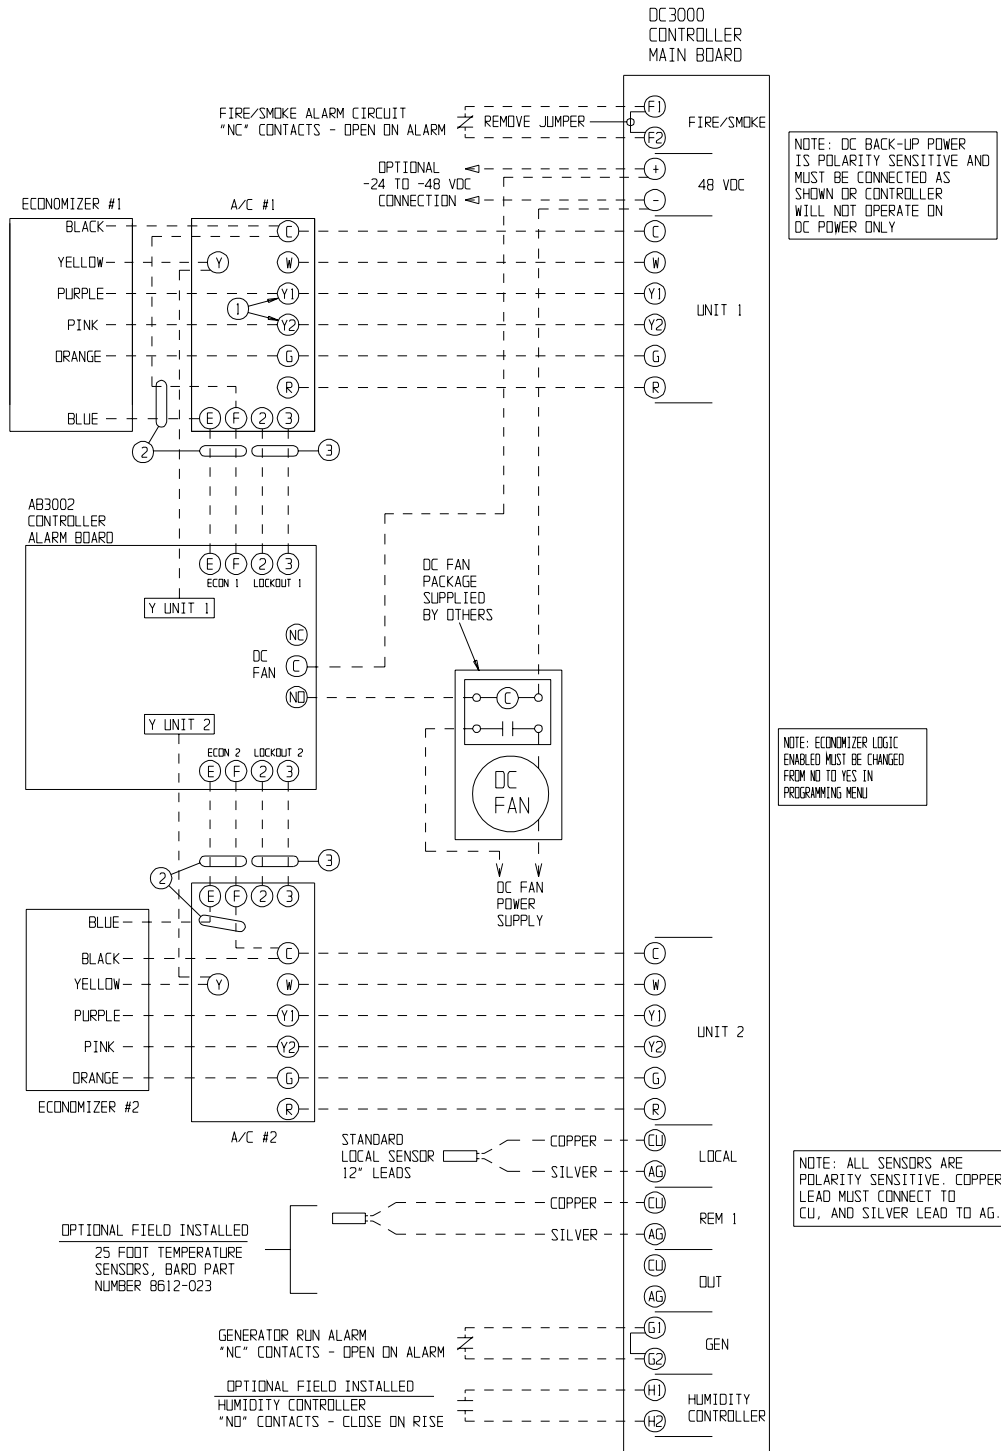 DC3000
CONTROLLER
MAIN BOARD
FIRE/SMOKE ALARM CIRCUIT
"NC" CONTACTS - OPEN ON ALARM
REMOVE JUMPER
F1
F2
FIRE/SMOKE
OPTIONAL
-24 TO -48 VDC
CONNECTION
+
-
48 VDC
NOTE: DC BACK-UP POWER
IS POLARITY SENSITIVE AND
MUST BE CONNECTED AS
SHOWN OR CONTROLLER
WILL NOT OPERATE ON
DC POWER ONLY
ECONOMIZER #1
A/C #1
BLACK
C
C
YELLOW
Y
W
W
PURPLE
1
Y1
Y1
UNIT 1
PINK
Y2
Y2
ORANGE
G
G
R
R
BLUE
E
F
2
3
2
3
AB3002
CONTROLLER
ALARM BOARD
E
F
2
3
ECON 1
LOCKOUT 1
Y UNIT 1
NC
DC
FAN
C
NO
Y UNIT 2
ECON 2
LOCKOUT 2
E
F
2
3
DC FAN
PACKAGE
SUPPLIED
BY OTHERS
C
DC
FAN
NOTE: ECONOMIZER LOGIC
ENABLED MUST BE CHANGED
FROM NO TO YES IN
PROGRAMMING MENU
DC FAN
POWER
SUPPLY
2
3
E
F
2
3
BLUE
BLACK
C
C
YELLOW
Y
W
W
PURPLE
Y1
Y1
UNIT 2
PINK
Y2
Y2
ORANGE
G
G
ECONOMIZER #2
R
R
A/C #2
STANDARD
LOCAL SENSOR
12" LEADS
COPPER
SILVER
CU
AG
LOCAL
NOTE: ALL SENSORS ARE
POLARITY SENSITIVE. COPPER
LEAD MUST CONNECT TO
CU, AND SILVER LEAD TO AG.
COPPER
SILVER
CU
AG
REM 1
OPTIONAL FIELD INSTALLED
25 FOOT TEMPERATURE
SENSORS, BARD PART
NUMBER 8612-023
CU
AG
OUT
GENERATOR RUN ALARM
"NC" CONTACTS - OPEN ON ALARM
G1
G2
GEN
OPTIONAL FIELD INSTALLED
HUMIDITY CONTROLLER
"NO" CONTACTS - CLOSE ON RISE
H1
H2
HUMIDITY
CONTROLLER